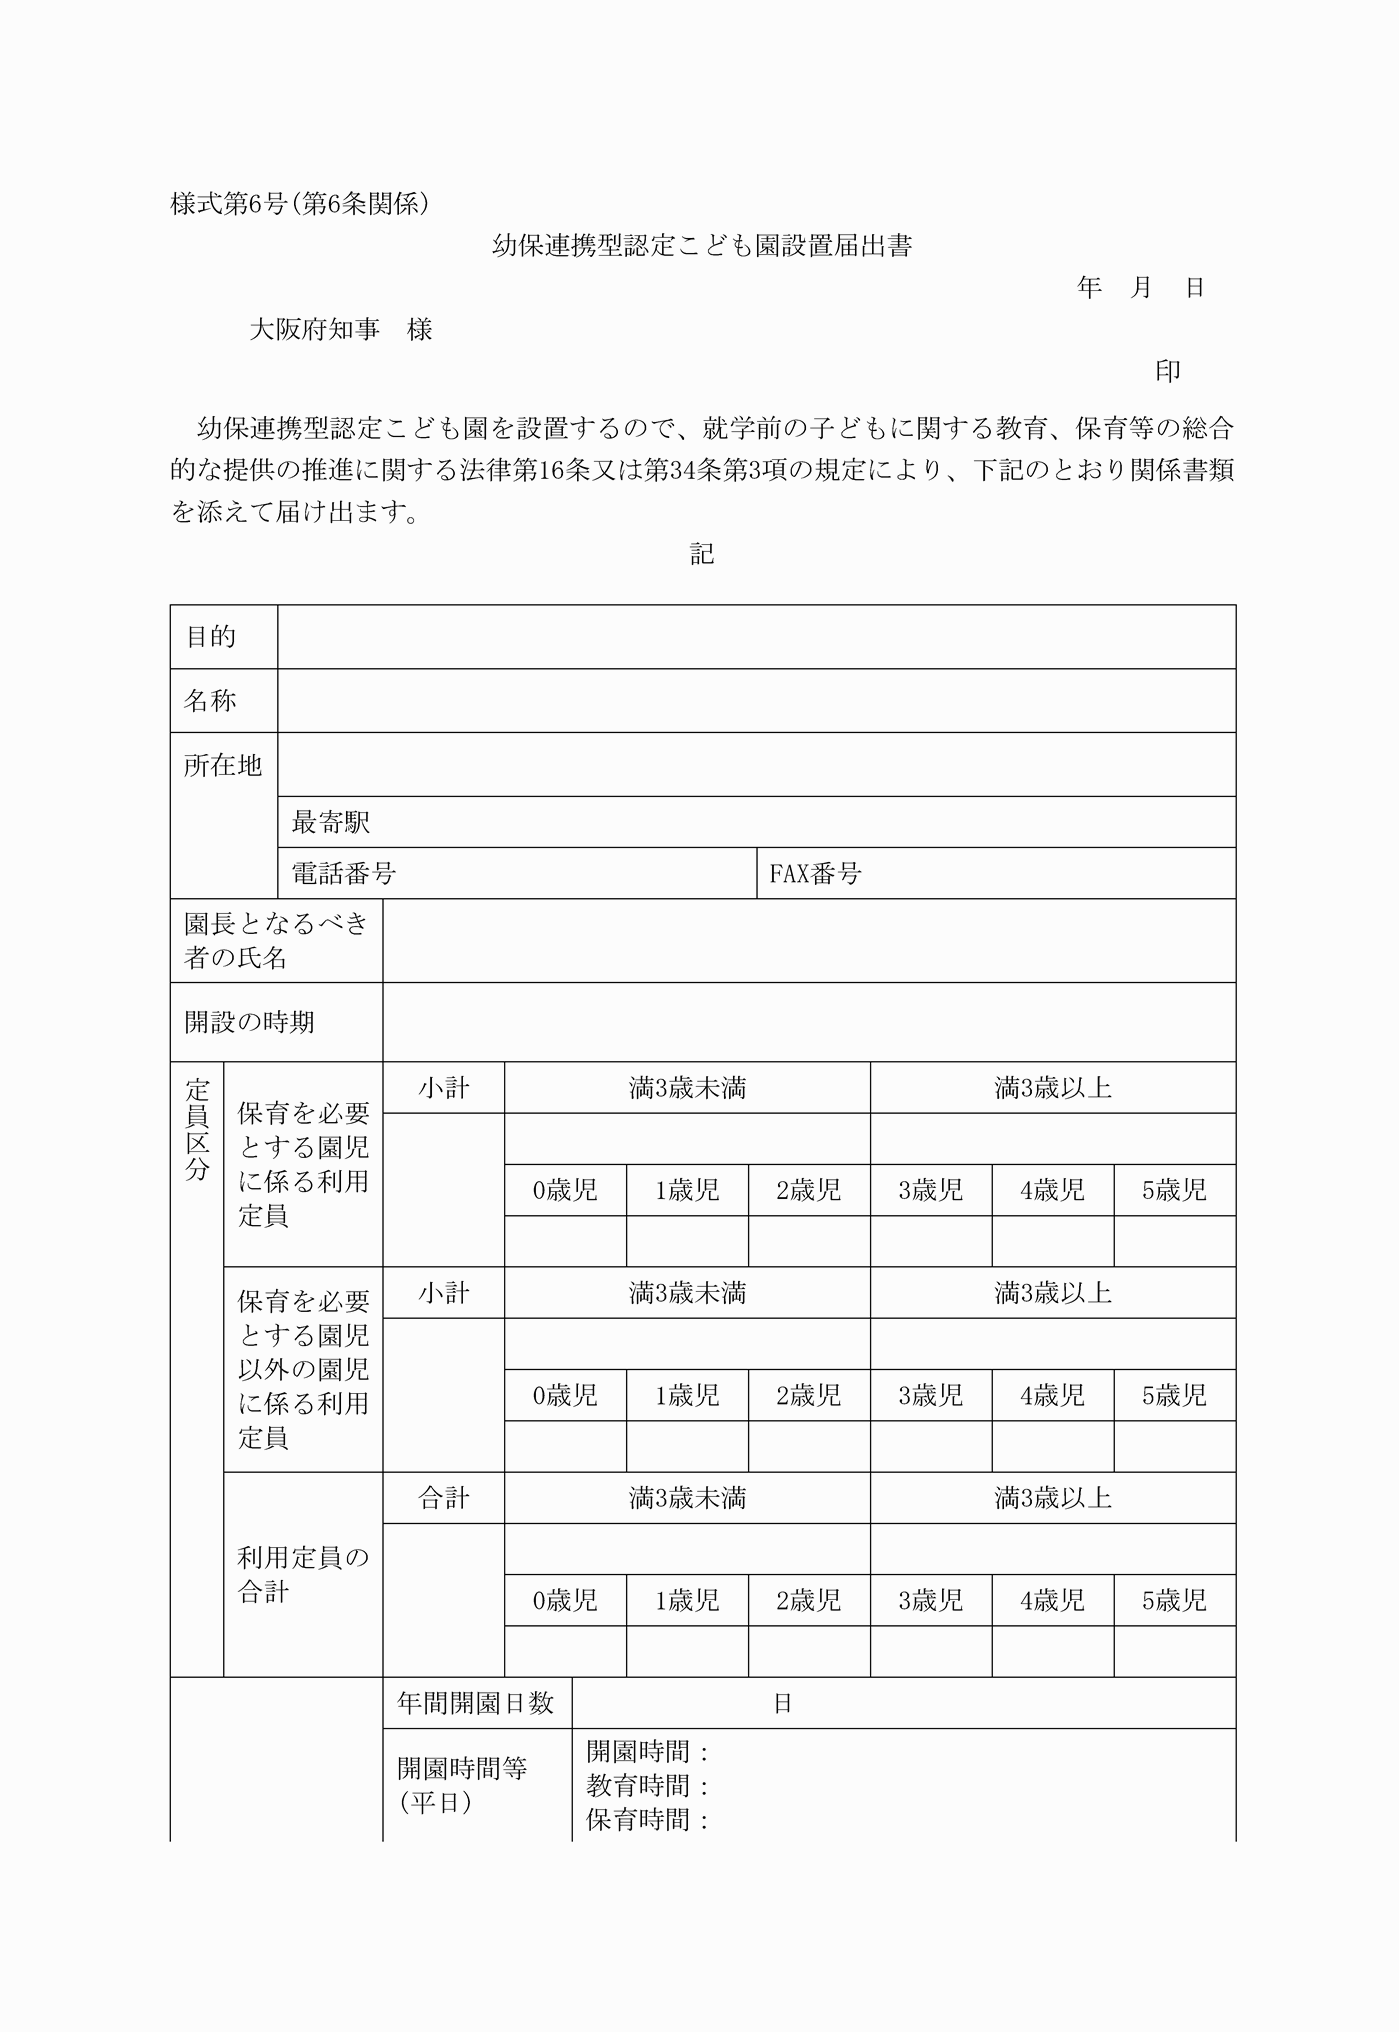 様式第6号(第6条関係)
幼保連携型認定こども園設置届出書
年　月　日
大阪府知事　様
印
幼保連携型認定こども園を設置するので、就学前の子どもに関する教育、保育等の総合
的な提供の推進に関する法律第16条又は第34条第3項の規定により、下記のとおり関係書類
を添えて届け出ます。
記
目的
名称
所在地
最寄駅
電話番号　FAX番号
園長となるべき
者の氏名
開設の時期
定員区分
保育を必要
とする園児
に係る利用
定員
小計　満3歳未満　満3歳以上
0歳児　1歳児　2歳児　3歳児　4歳児　5歳児
保育を必要
とする園児
以外の園児
に係る利用
定員
小計　満3歳未満　満3歳以上
0歳児　1歳児　2歳児　3歳児　4歳児　5歳児
利用定員の
合計
合計　満3歳未満　満3歳以上
0歳児　1歳児　2歳児　3歳児　4歳児　5歳児
年間開園日数　日
開園時間等
(平日)
開園時間：
教育時間：
保育時間：